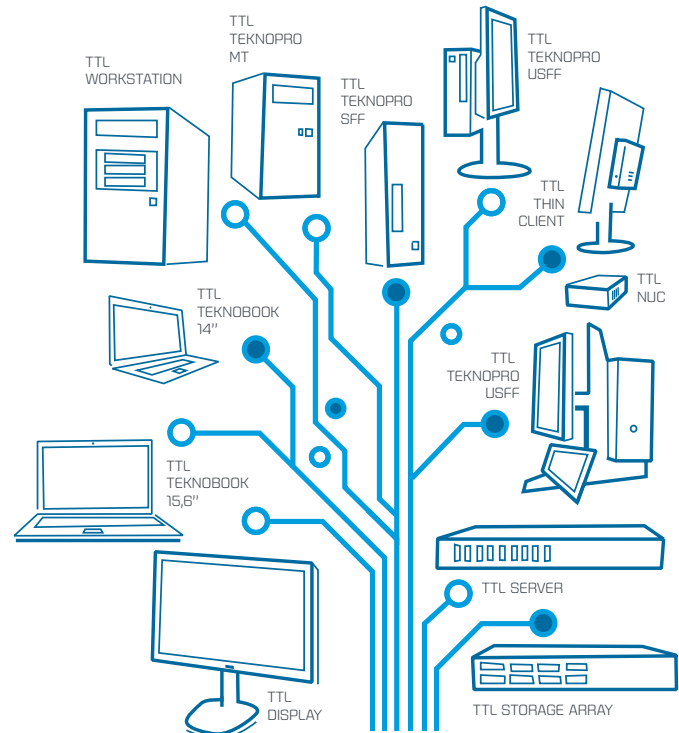 TTL
WORKSTATION
TTL
TEKNOPRO
MT
TTL
TEKNOPRO
SFF
TTL
TEKNOPRO
USFF
TTL
THIN
CLIENT
TTL
NUC
TTL
TEKNOBOOK
14"
TTL
TEKNOPRO
USFF
TTL
TEKNOBOOK
15,6"
TTL SERVER
TTL
DISPLAY
TTL STORAGE ARRAY